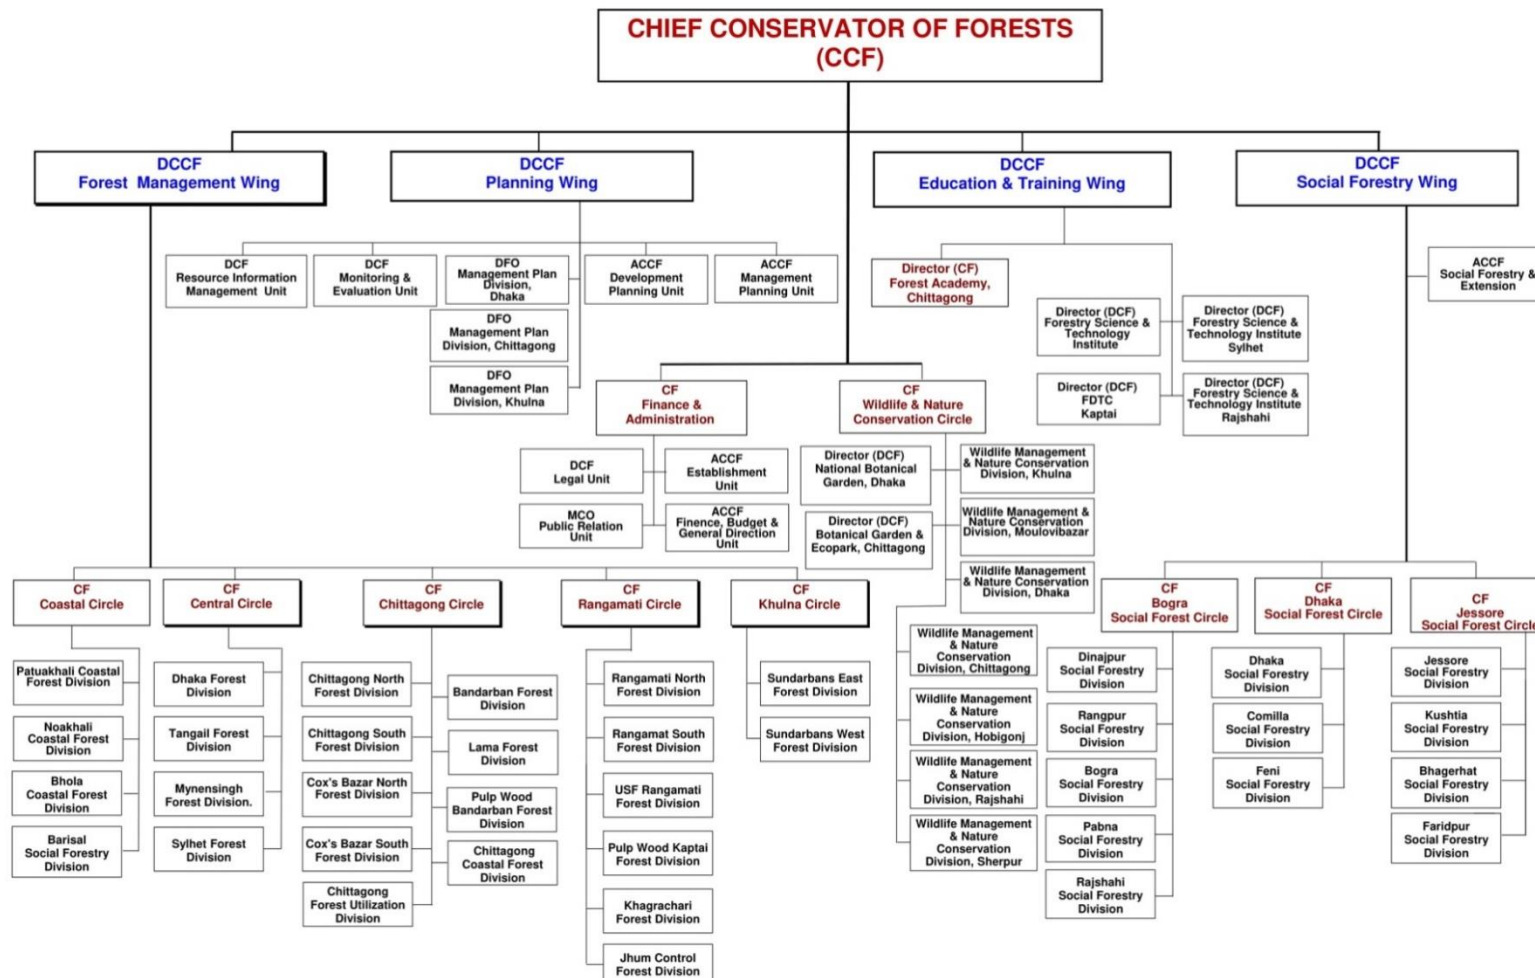 CHIEF CONSERVATOR OF FORESTS
(CCF)
DCCF
Forest Management Wing
DCCF
Planning Wing
DCCF
Education & Training Wing
DCCF
Social Forestry Wing
DCF
Resource Information
Management Unit
DCF
Monitoring &
Evaluation Unit
DFO
Management Plan
Division,
Dhaka
ACCF
Development
Planning Unit
ACCF
Management
Planning Unit
DFO
Management Plan
Division, Chittagong
DFO
Management Plan
Division, Khulna
Director (CF)
Forest Academy,
Chittagong
Director (DCF)
Forestry Science &
Technology
Institute
Director (DCF)
Forestry Science &
Technology Institute
Sylhet
Director (DCF)
FDTC
Kaptai
Director (DCF)
Forestry Science &
Technology Institute
Rajshahi
ACCF
Social Forestry &
Extension
CF
Finance &
Administration
CF
Wildlife & Nature
Conservation Circle
DCF
Legal Unit
ACCF
Establishment
Unit
MCO
Public Relation
Unit
ACCF
Finance, Budget &
General Direction
Unit
Director (DCF)
National Botanical
Garden, Dhaka
Wildlife Management
& Nature Conservation
Division, Khulna
Director (DCF)
Botanical Garden &
Ecopark, Chittagong
Wildlife Management &
Nature Conservation
Division, Moulovibazar
Wildlife Management
& Nature Conservation
Division, Dhaka
Wildlife Management
& Nature
Conservation
Division, Chittagong
Wildlife Management
& Nature
Conservation
Division, Hobigonj
Wildlife Management
& Nature
Conservation
Division, Rajshahi
Wildlife Management
& Nature
Conservation
Division, Sherpur
CF
Coastal Circle
CF
Central Circle
CF
Chittagong Circle
CF
Rangamati Circle
CF
Khulna Circle
CF
Bogra
Social Forest Circle
CF
Dhaka
Social Forest Circle
CF
Jessore
Social Forest Circle
Patuakhali Coastal
Forest Division
Noakhali
Coastal Forest
Division
Bhola
Coastal Forest
Division
Barisal
Social Forestry
Division
Dhaka Forest
Division
Tangail Forest
Division
Mynensingh
Forest Division.
Sylhet Forest
Division
Chittagong North
Forest Division
Chittagong South
Forest Division
Cox's Bazar North
Forest Division
Cox's Bazar South
Forest Division
Chittagong
Forest Utilization
Division
Bandarban Forest
Division
Lama Forest
Division
Pulp Wood
Bandarban Forest
Division
Chittagong
Coastal Forest
Division
Rangamati North
Forest Division
Rangamat South
Forest Division
USF Rangamati
Forest Division
Pulp Wood Kaptai
Forest Division
Khagrachari
Forest Division
Jhum Control
Forest Division
Sundarbans East
Forest Division
Sundarbans West
Forest Division
Dinajpur
Social Forestry
Division
Rangpur
Social Forestry
Division
Bogra
Social Forestry
Division
Pabna
Social Forestry
Division
Rajshahi
Social Forestry
Division
Dhaka
Social Forestry
Division
Comilla
Social Forestry
Division
Feni
Social Forestry
Division
Jessore
Social Forestry
Division
Kushtia
Social Forestry
Division
Bhagerhat
Social Forestry
Division
Faridpur
Social Forestry
Division